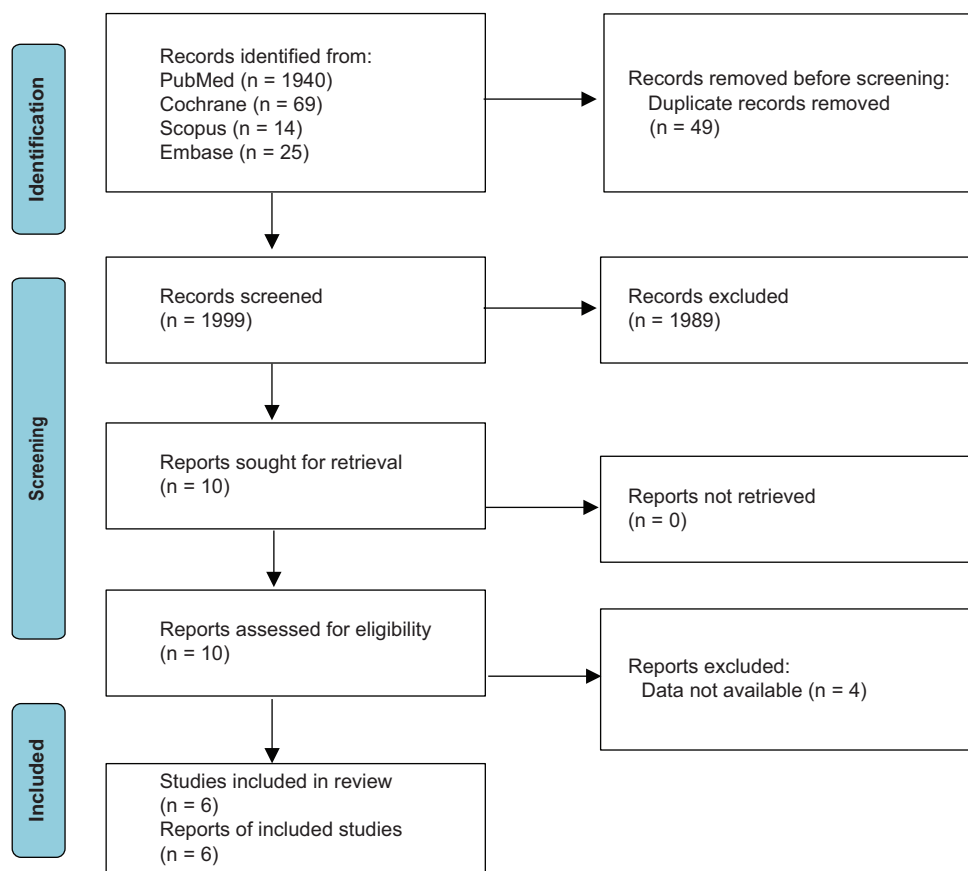 Identification
Records identified from:
PubMed (n = 1940)
Cochrane (n = 69)
Scopus (n = 14)
Embase (n = 25)
Records removed before screening:
Duplicate records removed
(n = 49)
Screening
Records screened
(n = 1999)
Records excluded
(n = 1989)
Reports sought for retrieval
(n = 10)
Reports not retrieved
(n = 0)
Reports assessed for eligibility
(n = 10)
Reports excluded:
Data not available (n = 4)
Included
Studies included in review
(n = 6)
Reports of included studies
(n = 6)